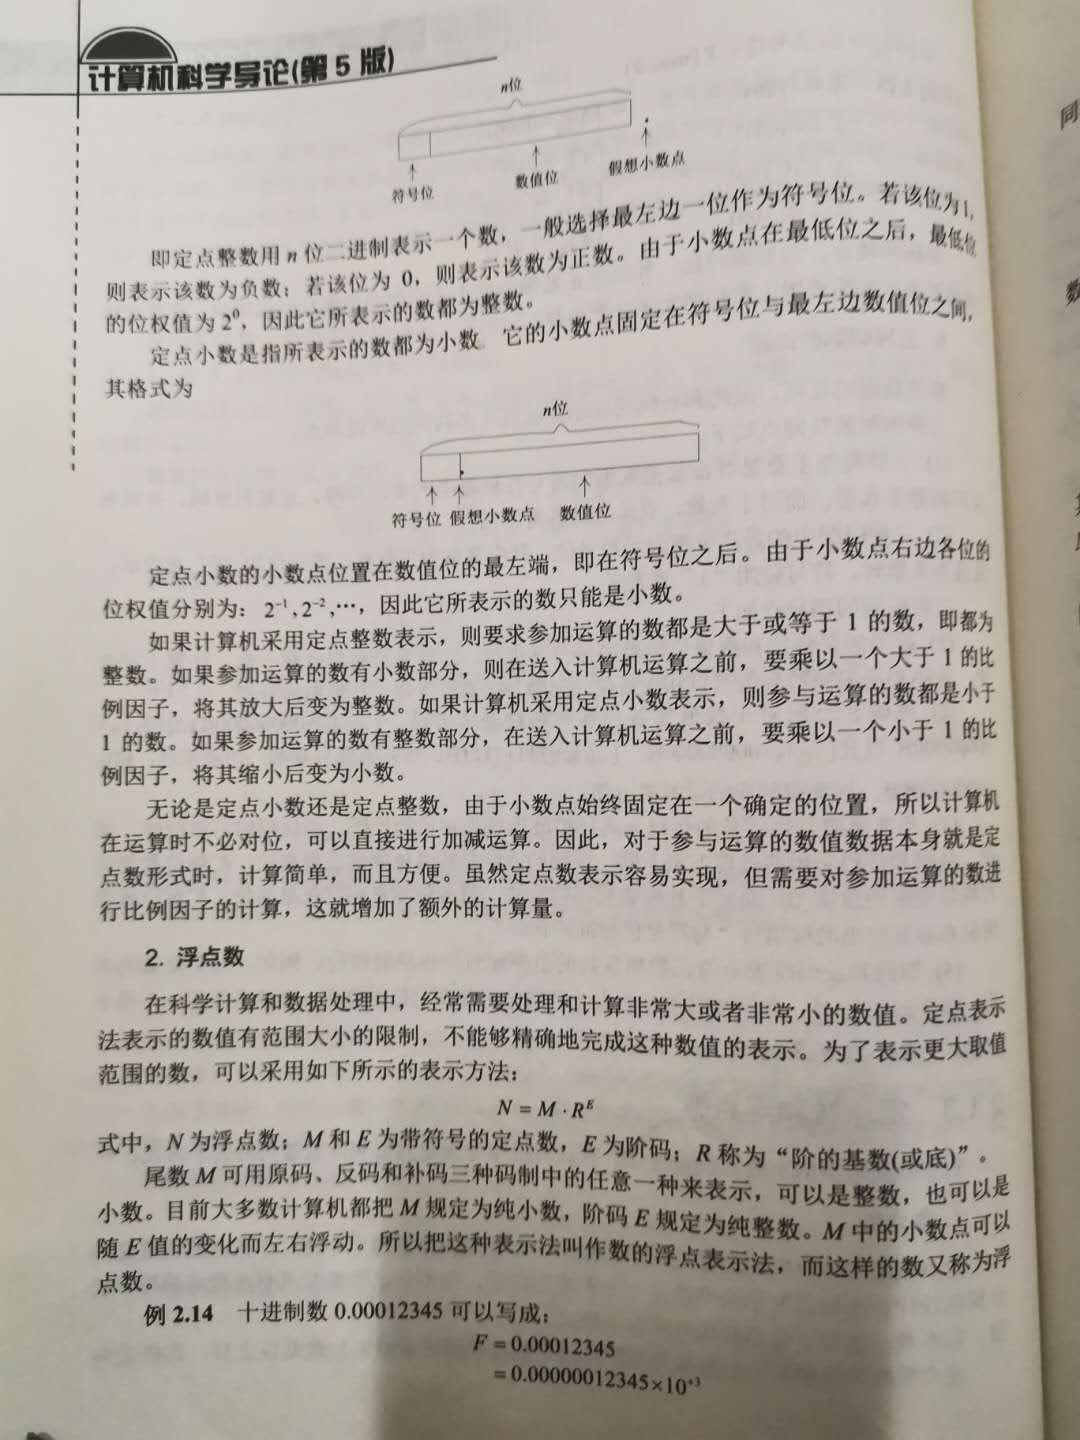 计算机科学导论(第 5 版)
n位
符号位 数值位 假想小数点
即定点整数用 n 位二进制表示一个数，一般选择最左边一位作为符号位。若该位为1,
则表示该数为负数；若该位为 0，则表示该数为正数。由于小数点在最低位之后，最低位
的位权值为 2⁰，因此它所表示的数都为整数。
定点小数是指所表示的数都为小数 它的小数点固定在符号位与最左边数值位之间，
其格式为
n位
符号位 假想小数点 数值位
定点小数的小数点位置在数值位的最左端，即在符号位之后。由于小数点右边各位的
位权值分别为：2⁻¹,2⁻²,…，因此它所表示的数只能是小数。
如果计算机采用定点整数表示，则要求参加运算的数都是大于或等于 1 的数，即都为
整数。如果参加运算的数有小数部分，则在送入计算机运算之前，要乘以一个大于 1 的比
例因子，将其放大后变为整数。如果计算机采用定点小数表示，则参与运算的数都是小于
1 的数。如果参加运算的数有整数部分，在送入计算机运算之前，要乘以一个小于 1 的比
例因子，将其缩小后变为小数。
无论是定点小数还是定点整数，由于小数点始终固定在一个确定的位置，所以计算机
在运算时不必对位，可以直接进行加减运算。因此，对于参与运算的数值数据本身就是定
点数形式时，计算简单，而且方便。虽然定点数表示容易实现，但需要对参加运算的数进
行比例因子的计算，这就增加了额外的计算量。
2. 浮点数
在科学计算和数据处理中，经常需要处理和计算非常大或者非常小的数值。定点表示
法表示的数值有范围大小的限制，不能够精确地完成这种数值的表示。为了表示更大取值
范围的数，可以采用如下所示的表示方法：
N = M · Rᴱ
式中，N 为浮点数；M 和 E 为带符号的定点数，E 为阶码；R 称为“阶的基数(或底)”。
尾数 M 可用原码、反码和补码三种码制中的任意一种来表示，可以是整数，也可以是
小数。目前大多数计算机都把 M 规定为纯小数，阶码 E 规定为纯整数。M 中的小数点可以
随 E 值的变化而左右浮动。所以把这种表示法叫作数的浮点表示法，而这样的数又称为浮
点数。
例 2.14 十进制数 0.00012345 可以写成：
F = 0.00012345
= 0.00000012345×10⁺³
同
数